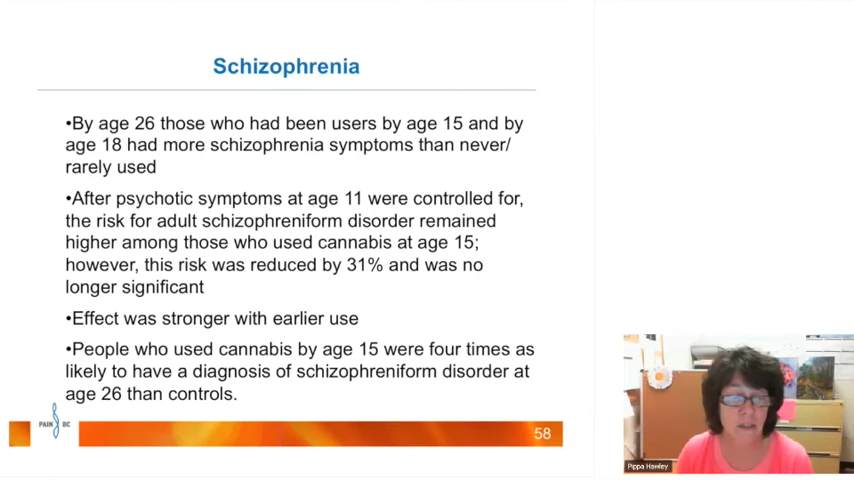 Schizophrenia
•By age 26 those who had been users by age 15 and by
age 18 had more schizophrenia symptoms than never/
rarely used
•After psychotic symptoms at age 11 were controlled for,
the risk for adult schizophreniform disorder remained
higher among those who used cannabis at age 15;
however, this risk was reduced by 31% and was no
longer significant
•Effect was stronger with earlier use
•People who used cannabis by age 15 were four times as
likely to have a diagnosis of schizophreniform disorder at
age 26 than controls.
PAIN BC
58
Pippa Hawley